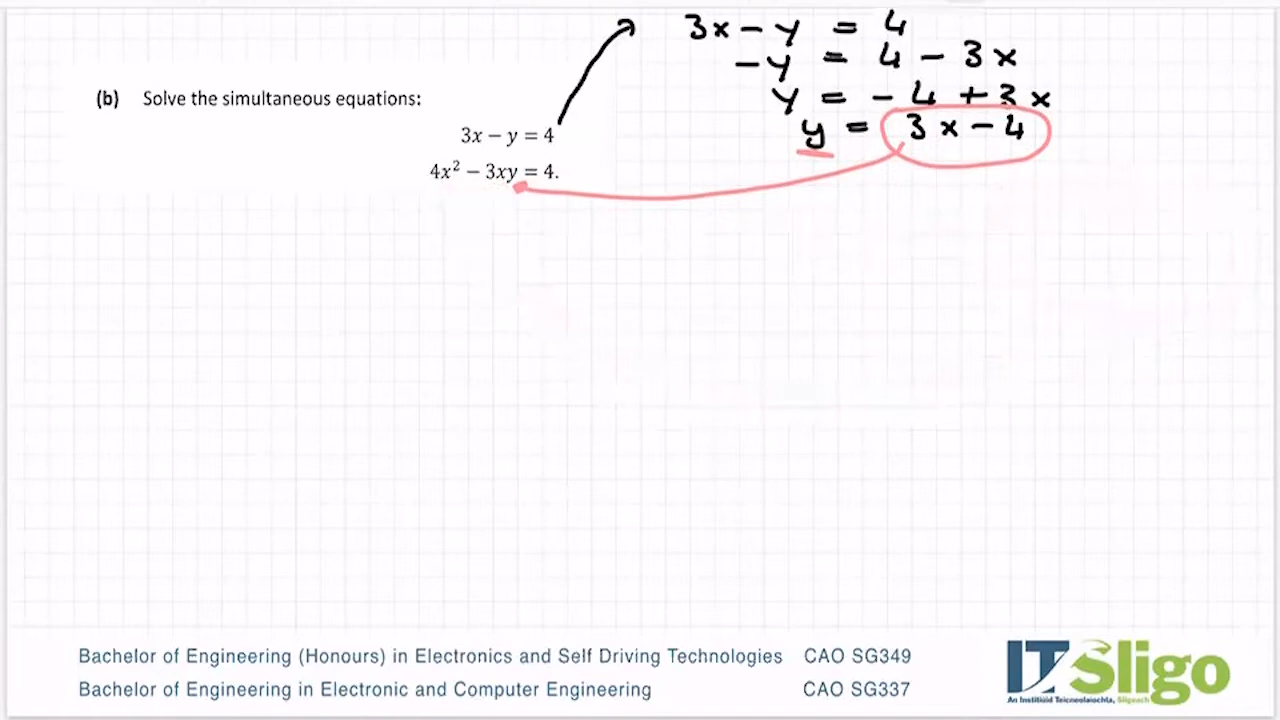 3x - y = 4
-y = 4 - 3x
y = -4 + 3x
y = 3x - 4
(b) Solve the simultaneous equations:
3x − y = 4
4x² − 3xy = 4.
Bachelor of Engineering (Honours) in Electronics and Self Driving Technologies CAO SG349
Bachelor of Engineering in Electronic and Computer Engineering CAO SG337
IT Sligo
An Institiúid Teicneolaíochta, Sligeach